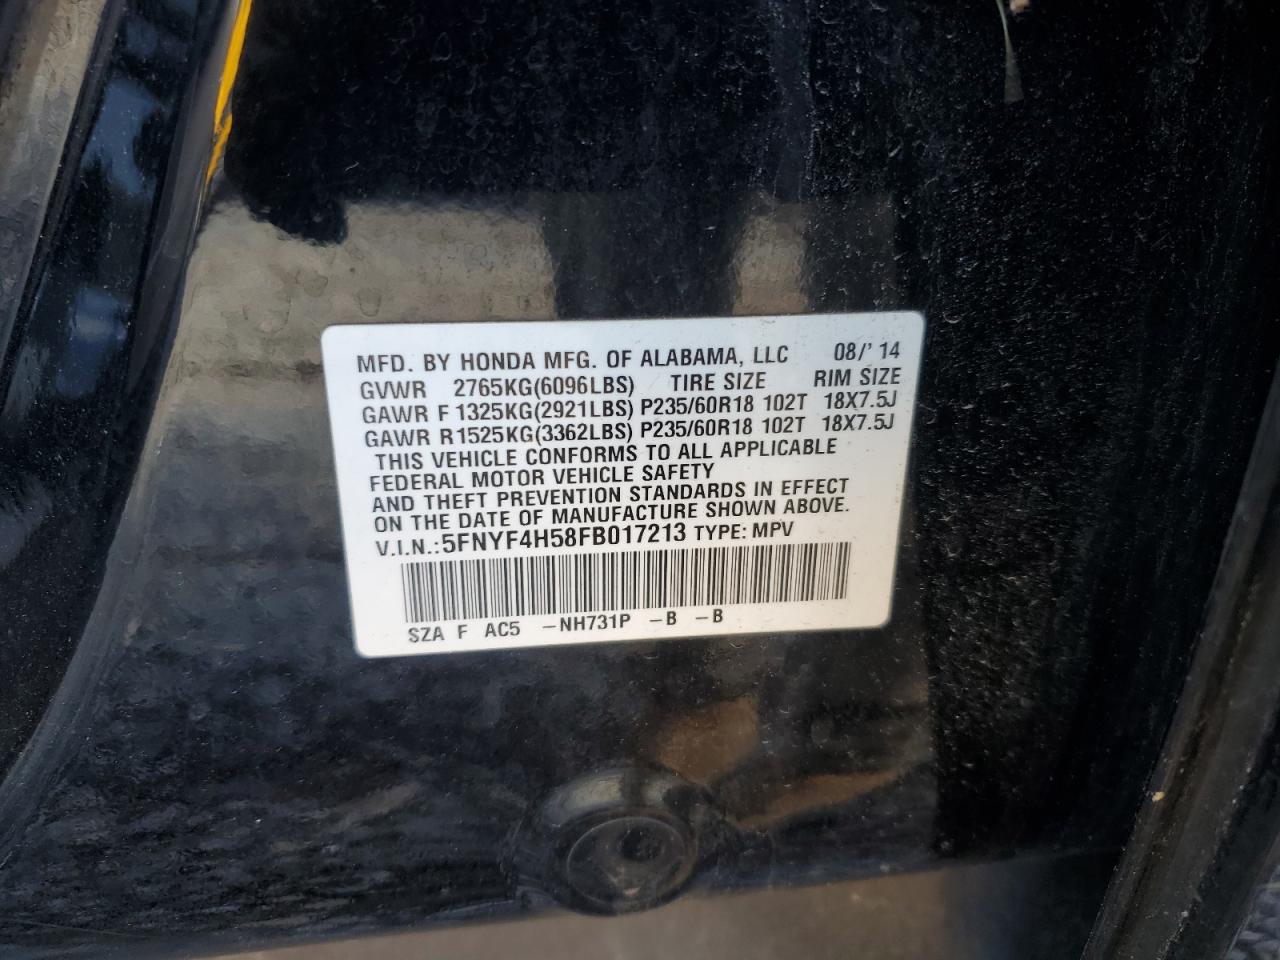 MFD. BY HONDA MFG. OF ALABAMA, LLC 08/' 14
GVWR 2765KG(6096LBS) TIRE SIZE RIM SIZE
GAWR F 1325KG(2921LBS) P235/60R18 102T 18X7.5J
GAWR R1525KG(3362LBS) P235/60R18 102T 18X7.5J
THIS VEHICLE CONFORMS TO ALL APPLICABLE
FEDERAL MOTOR VEHICLE SAFETY
AND THEFT PREVENTION STANDARDS IN EFFECT
ON THE DATE OF MANUFACTURE SHOWN ABOVE.
V.I.N.:5FNYF4H58FB017213 TYPE: MPV
SZA F AC5 -NH731P -B -B